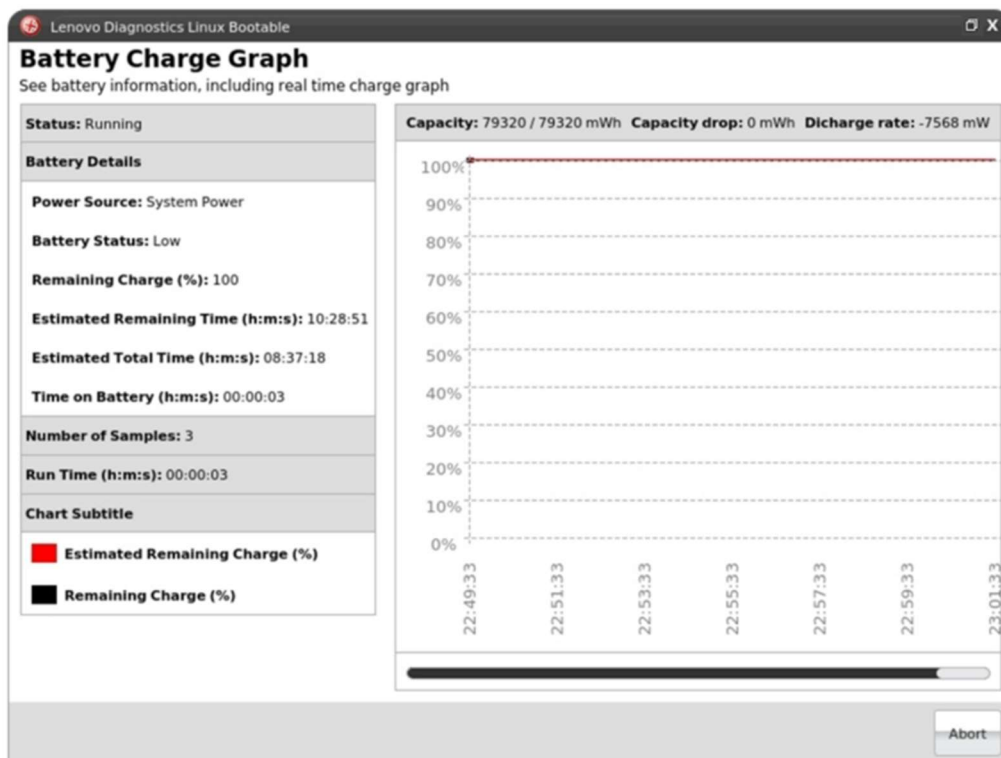 Lenovo Diagnostics Linux Bootable
Battery Charge Graph
See battery information, including real time charge graph
Status: Running
Battery Details
Power Source: System Power
Battery Status: Low
Remaining Charge (%): 100
Estimated Remaining Time (h:m:s): 10:28:51
Estimated Total Time (h:m:s): 08:37:18
Time on Battery (h:m:s): 00:00:03
Number of Samples: 3
Run Time (h:m:s): 00:00:03
Chart Subtitle
Estimated Remaining Charge (%)
Remaining Charge (%)
Capacity: 79320 / 79320 mWh Capacity drop: 0 mWh Dicharge rate: -7568 mW
100%
90%
80%
70%
60%
50%
40%
30%
20%
10%
0%
22:49:33
22:51:33
22:53:33
22:55:33
22:57:33
22:59:33
23:01:33
Abort